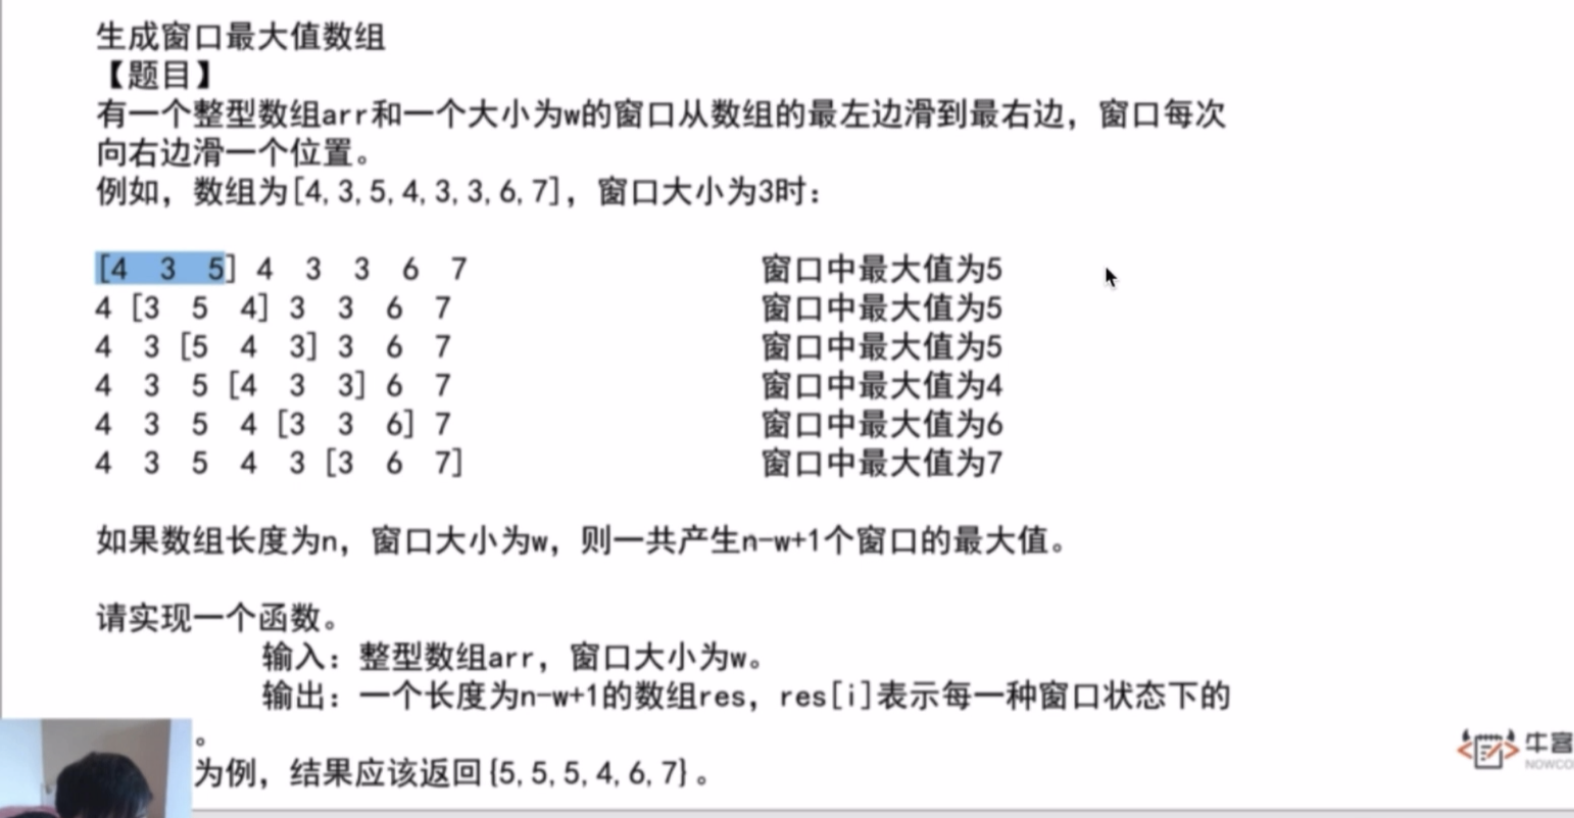 生成窗口最大值数组
【题目】
有一个整型数组arr和一个大小为w的窗口从数组的最左边滑到最右边，窗口每次
向右边滑一个位置。
例如，数组为[4,3,5,4,3,3,6,7]，窗口大小为3时：
[4 3 5] 4 3 3 6 7 窗口中最大值为5
4 [3 5 4] 3 3 6 7 窗口中最大值为5
4 3 [5 4 3] 3 6 7 窗口中最大值为5
4 3 5 [4 3 3] 6 7 窗口中最大值为4
4 3 5 4 [3 3 6] 7 窗口中最大值为6
4 3 5 4 3 [3 6 7] 窗口中最大值为7
如果数组长度为n，窗口大小为w，则一共产生n-w+1个窗口的最大值。
请实现一个函数。
输入：整型数组arr，窗口大小为w。
输出：一个长度为n-w+1的数组res，res[i]表示每一种窗口状态下的
。
为例，结果应该返回{5,5,5,4,6,7}。
牛客
NOWCO